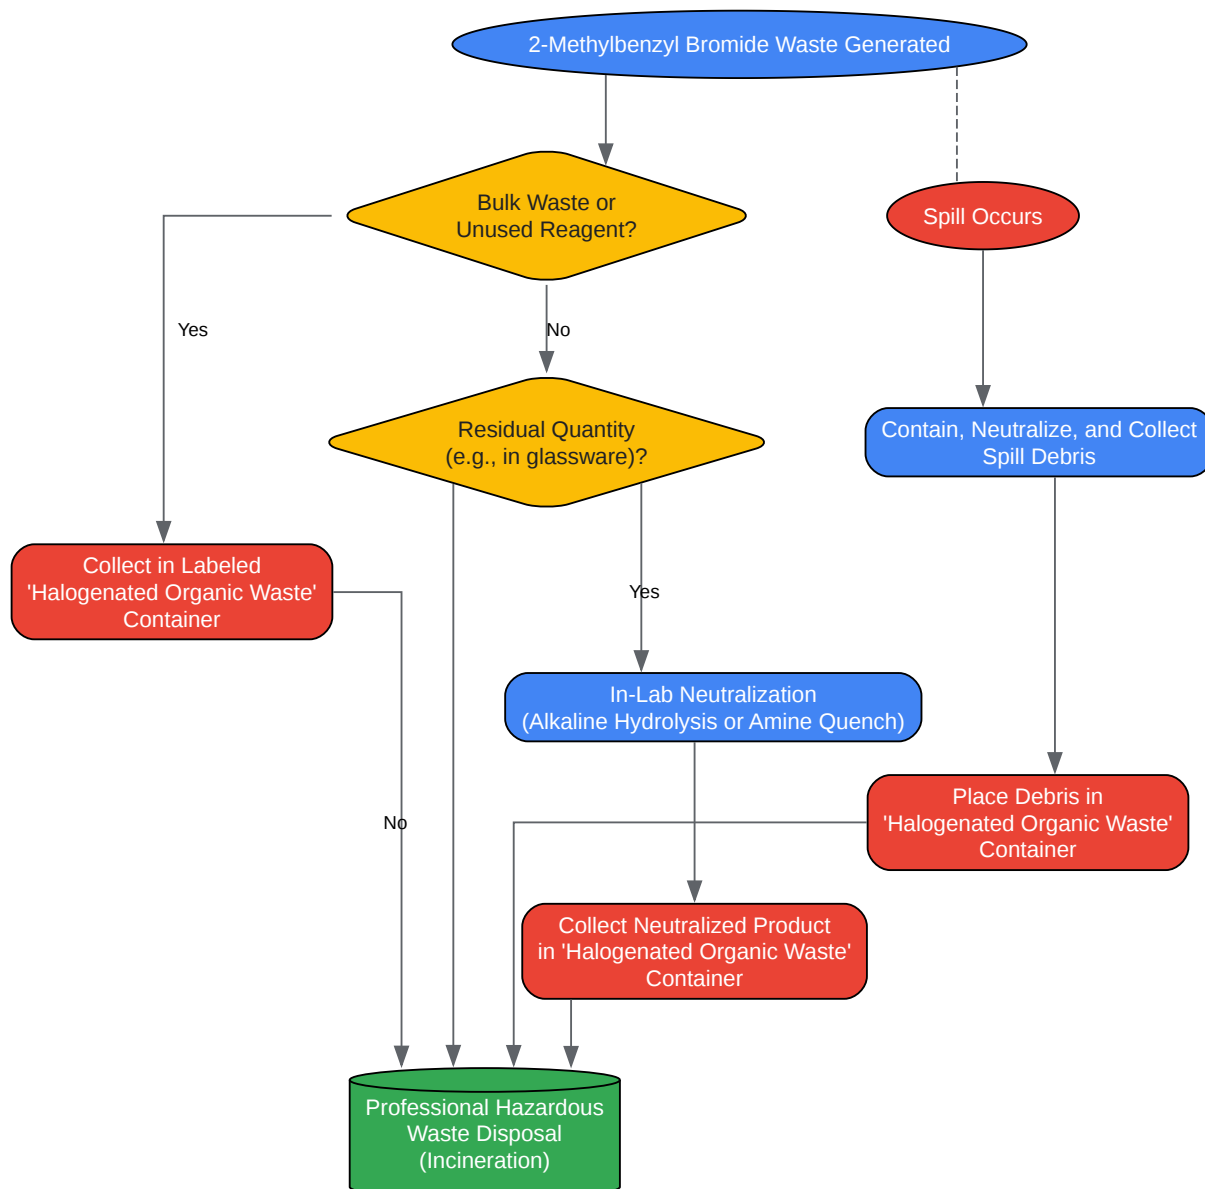 2-Methylbenzyl Bromide Waste Generated
Bulk Waste or
Unused Reagent?
Spill Occurs
Yes
No
Residual Quantity
(e.g., in glassware)?
Contain, Neutralize, and Collect
Spill Debris
Collect in Labeled
'Halogenated Organic Waste'
Container
Yes
In-Lab Neutralization
(Alkaline Hydrolysis or Amine Quench)
No
Place Debris in
'Halogenated Organic Waste'
Container
Collect Neutralized Product
in 'Halogenated Organic Waste'
Container
Professional Hazardous
Waste Disposal
(Incineration)